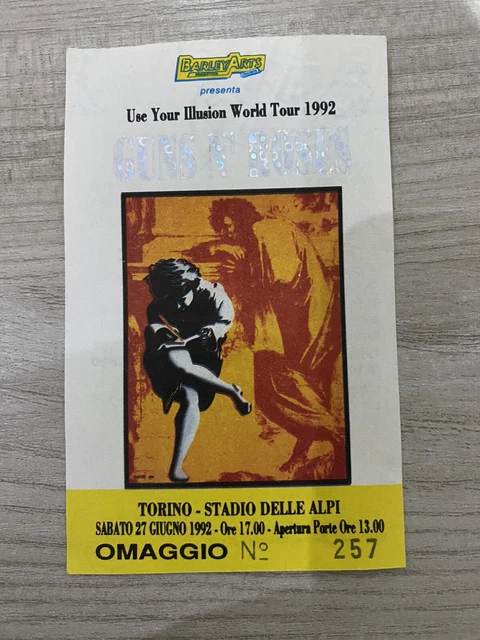 BARLEY ARTS
presenta
Use Your Illusion World Tour 1992
GUNS N' ROSES
TORINO - STADIO DELLE ALPI
SABATO 27 GIUGNO 1992 - Ore 17.00 - Apertura Porte Ore 13.00
OMAGGIO Nº 257